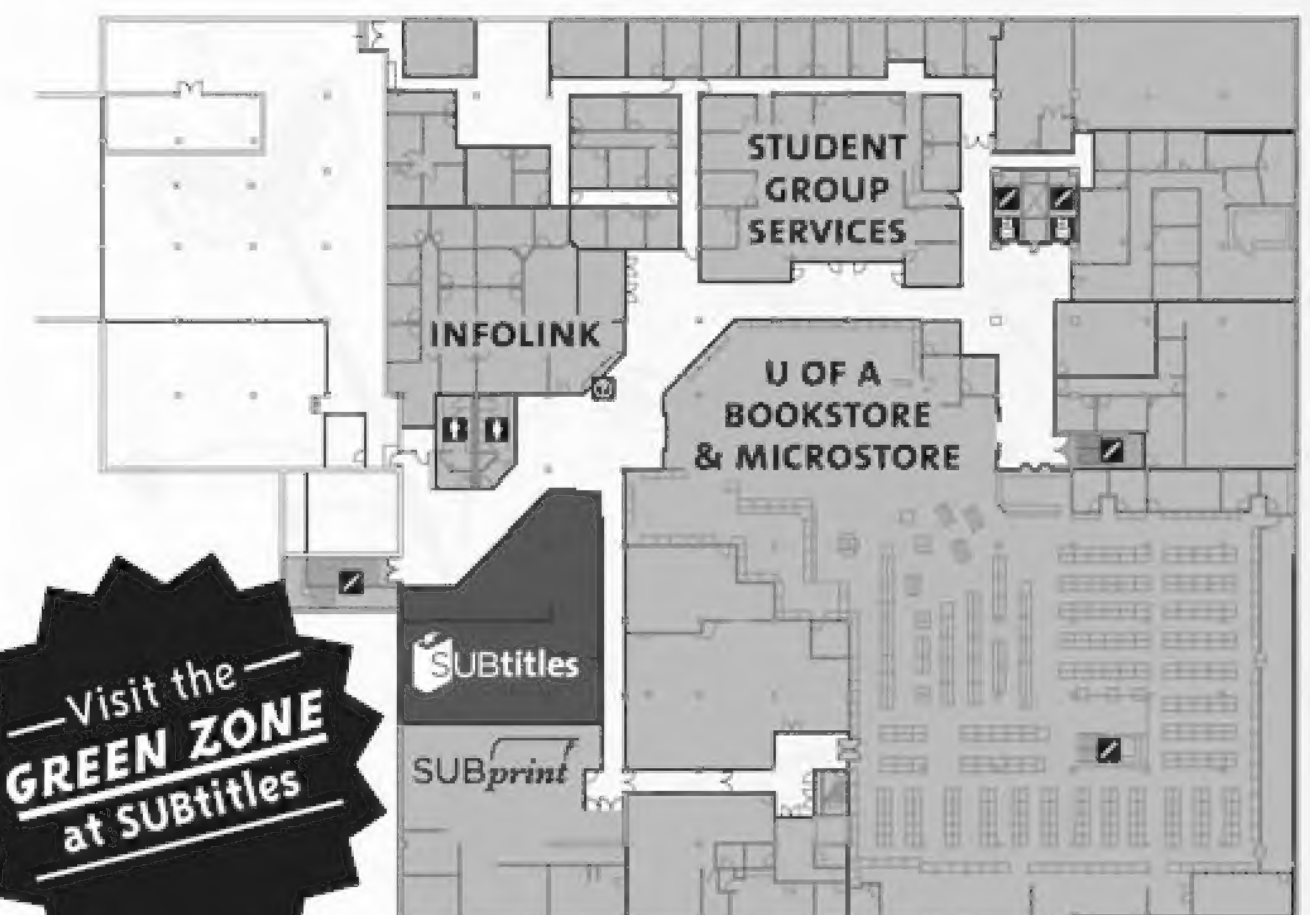 STUDENT
GROUP
SERVICES
INFOLINK
U OF A
BOOKSTORE
& MICROSTORE
SUBtitles
SUBprint
Visit the
GREEN ZONE
at SUBtitles